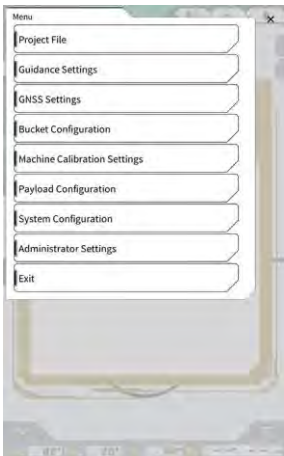 Menu
×
Project File
Guidance Settings
GNSS Settings
Bucket Configuration
Machine Calibration Settings
Payload Configuration
System Configuration
Administrator Settings
Exit